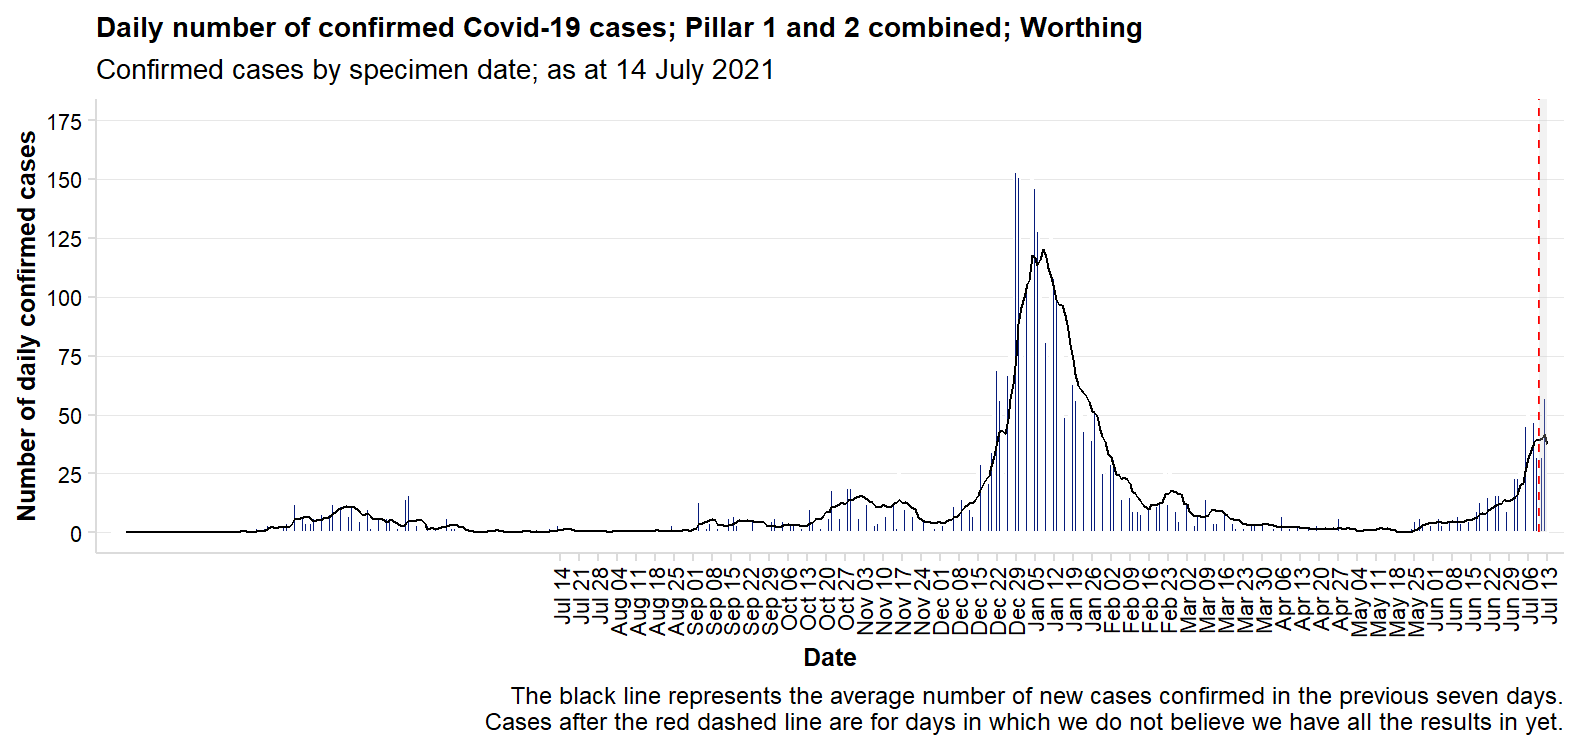 Daily number of confirmed Covid-19 cases; Pillar 1 and 2 combined; Worthing
Confirmed cases by specimen date; as at 14 July 2021
Number of daily confirmed cases
175
150
125
100
75
50
25
0
Jul 14
Jul 21
Jul 28
Aug 04
Aug 11
Aug 18
Aug 25
Sep 01
Sep 08
Sep 15
Sep 22
Sep 29
Oct 06
Oct 13
Oct 20
Oct 27
Nov 03
Nov 10
Nov 17
Nov 24
Dec 01
Dec 08
Dec 15
Dec 22
Dec 29
Jan 05
Jan 12
Jan 19
Jan 26
Feb 02
Feb 09
Feb 16
Feb 23
Mar 02
Mar 09
Mar 16
Mar 23
Mar 30
Apr 06
Apr 13
Apr 20
Apr 27
May 04
May 11
May 18
May 25
Jun 01
Jun 08
Jun 15
Jun 22
Jun 29
Jul 06
Jul 13
Date
The black line represents the average number of new cases confirmed in the previous seven days.
Cases after the red dashed line are for days in which we do not believe we have all the results in yet.